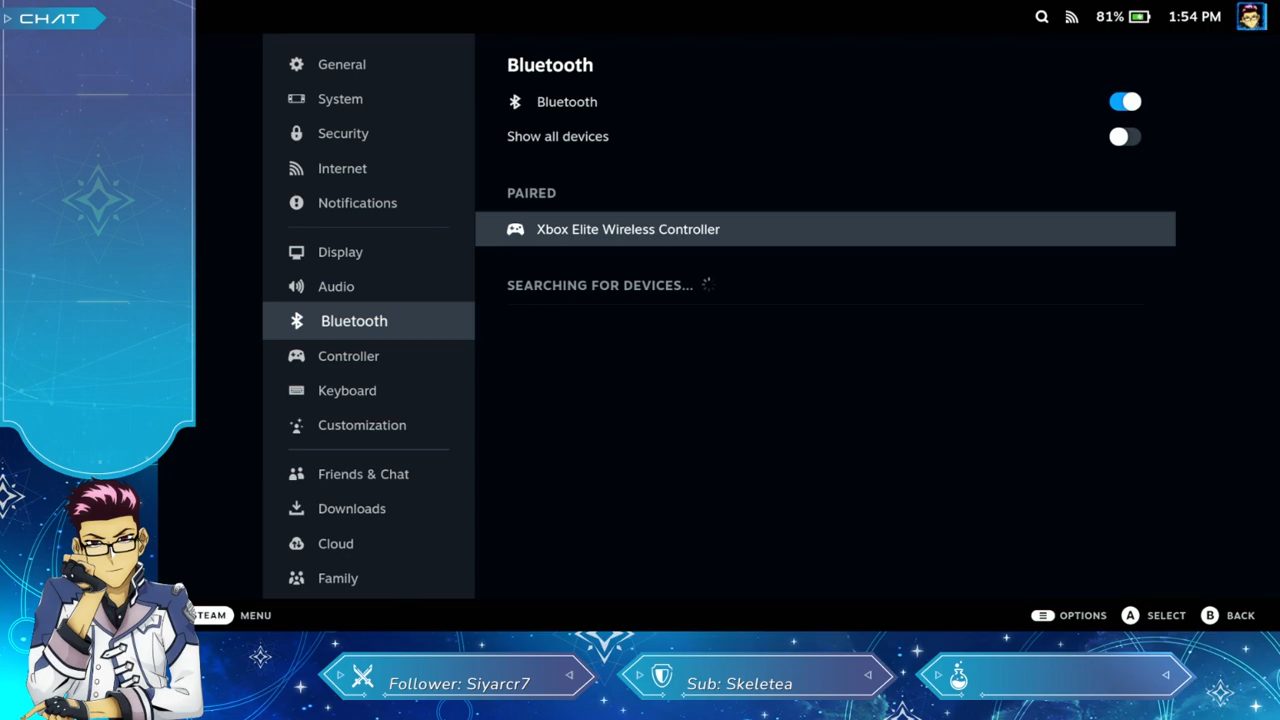 CHAT
81%
1:54 PM
General
System
Security
Internet
Notifications
Display
Audio
Bluetooth
Controller
Keyboard
Customization
Friends & Chat
Downloads
Cloud
Family
Bluetooth
Bluetooth
Show all devices
PAIRED
Xbox Elite Wireless Controller
SEARCHING FOR DEVICES...
STEAM MENU
OPTIONS
A SELECT
B BACK
Follower: Siyarcr7
Sub: Skeletea